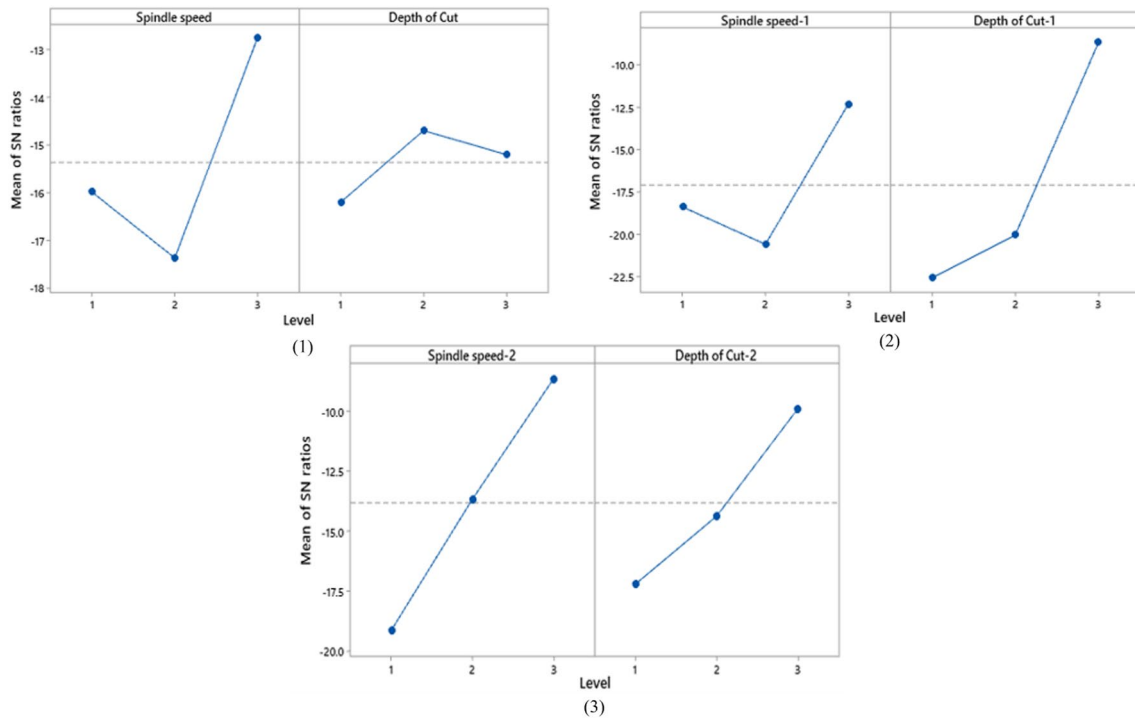 Spindle speed Depth of Cut
-13
-14
-15
-16
-17
-18
Mean of SN ratios
1 2 3 1 2 3
Level
(1)
Spindle speed-1 Depth of Cut-1
-10.0
-12.5
-15.0
-17.5
-20.0
-22.5
Mean of SN ratios
1 2 3 1 2 3
Level
(2)
Spindle speed-2 Depth of Cut-2
-10.0
-12.5
-15.0
-17.5
-20.0
Mean of SN ratios
1 2 3 1 2 3
Level
(3)